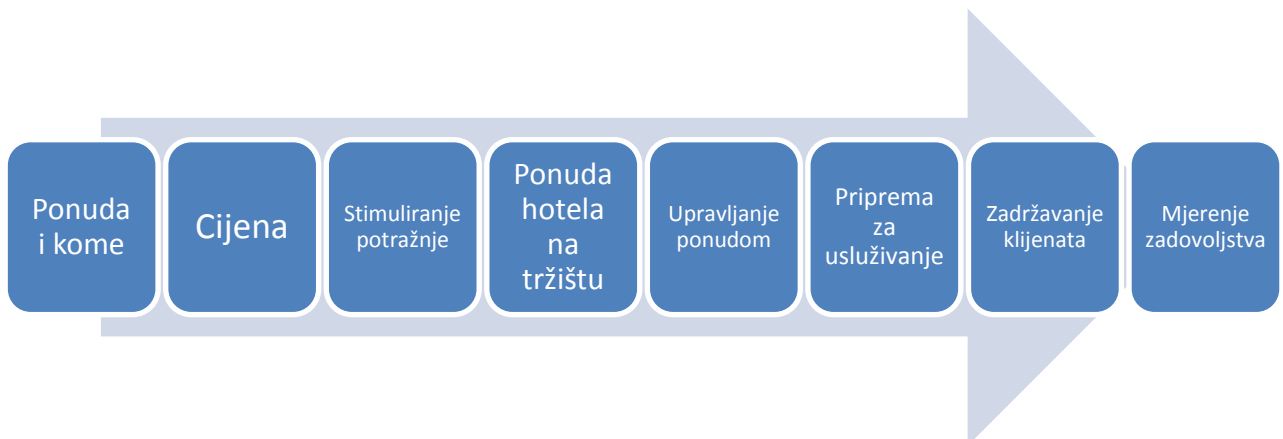 Ponuda
i kome
Cijena
Stimuliranje
potražnje
Ponuda
hotela
na
tržištu
Upravljanje
ponudom
Priprema
za
usluživanje
Zadržavanje
klijenata
Mjerenje
zadovoljstva